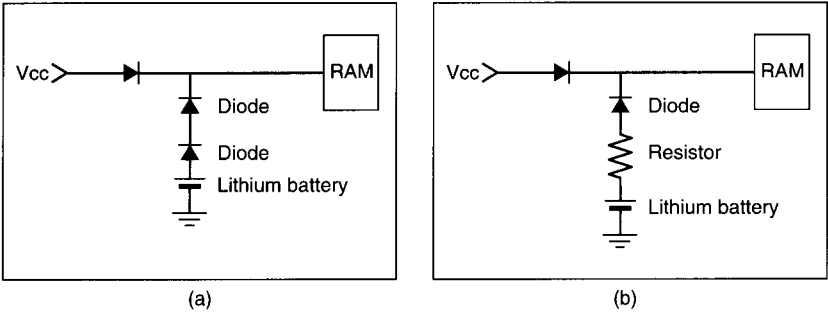 Vcc
RAM
Diode
Diode
Lithium battery
(a)
Vcc
RAM
Diode
Resistor
Lithium battery
(b)